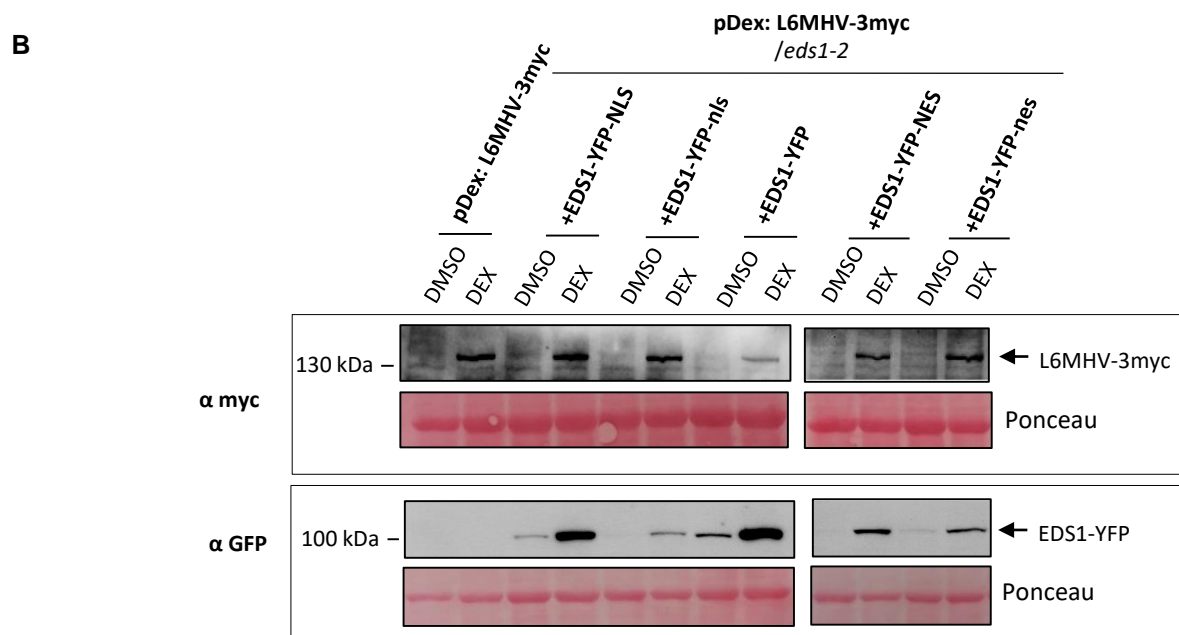 B
pDex: L6MHV-3myc
/eds1-2
pDex: L6MHV-3myc
+EDS1-YFP-NLS
+EDS1-YFP-nls
+EDS1-YFP
+EDS1-YFP-NES
+EDS1-YFP-nes
DMSO DEX DMSO DEX DMSO DEX DMSO DEX DMSO DEX DMSO DEX
130 kDa
L6MHV-3myc
α myc
Ponceau
100 kDa
EDS1-YFP
α GFP
Ponceau